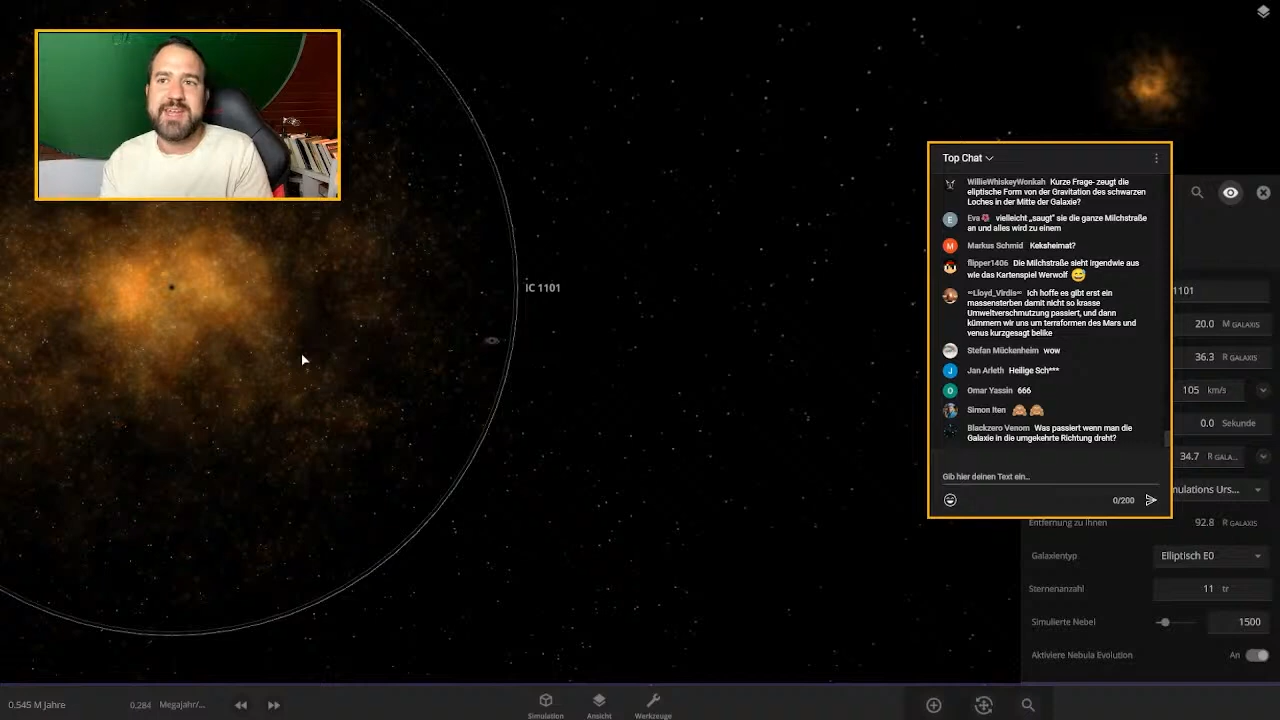 Top Chat
WillieWhiskeyWonkah Kurze Frage- zeugt die
eliptische Form von der Gravitation des schwarzen
Loches in der Mitte der Galaxie?
Eva vielleicht „saugt“ sie die ganze Milchstraße
an und alles wird zu einem
Markus Schmid Keksheimat?
flipper1406 Die Milchstraße sieht Irgendwie aus
wie das Kartenspiel Werwolf
∞Lloyd_Virdis∞ Ich hoffe es gibt erst ein
massensterben damit nicht so krasse
Umweltverschmutzung passiert, und dann
kümmern wir uns um terraformen des Mars und
venus kurzgesagt belike
Stefan Mückenheim wow
Jan Arleth Heilige Sch***
Omar Yassin 666
Simon Iten
Blackzero Venom Was passiert wenn man die
Galaxie in die umgekehrte Richtung dreht?
Gib hier deinen Text ein...
0/200
IC 1101
1101
20.0 M GALAXIS
36.3 R GALAXIS
105 km/s
0.0 Sekunde
34.7 R GALA...
mulations Urs...
Entfernung zu Ihnen 92.8 R GALAXIS
Galaxientyp Elliptisch E0
Sternenanzahl 11 tr
Simulierte Nebel 1500
Aktiviere Nebula Evolution An
0.545 M Jahre 0.284 Megajahr/...
Simulation Ansicht Werkzeuge